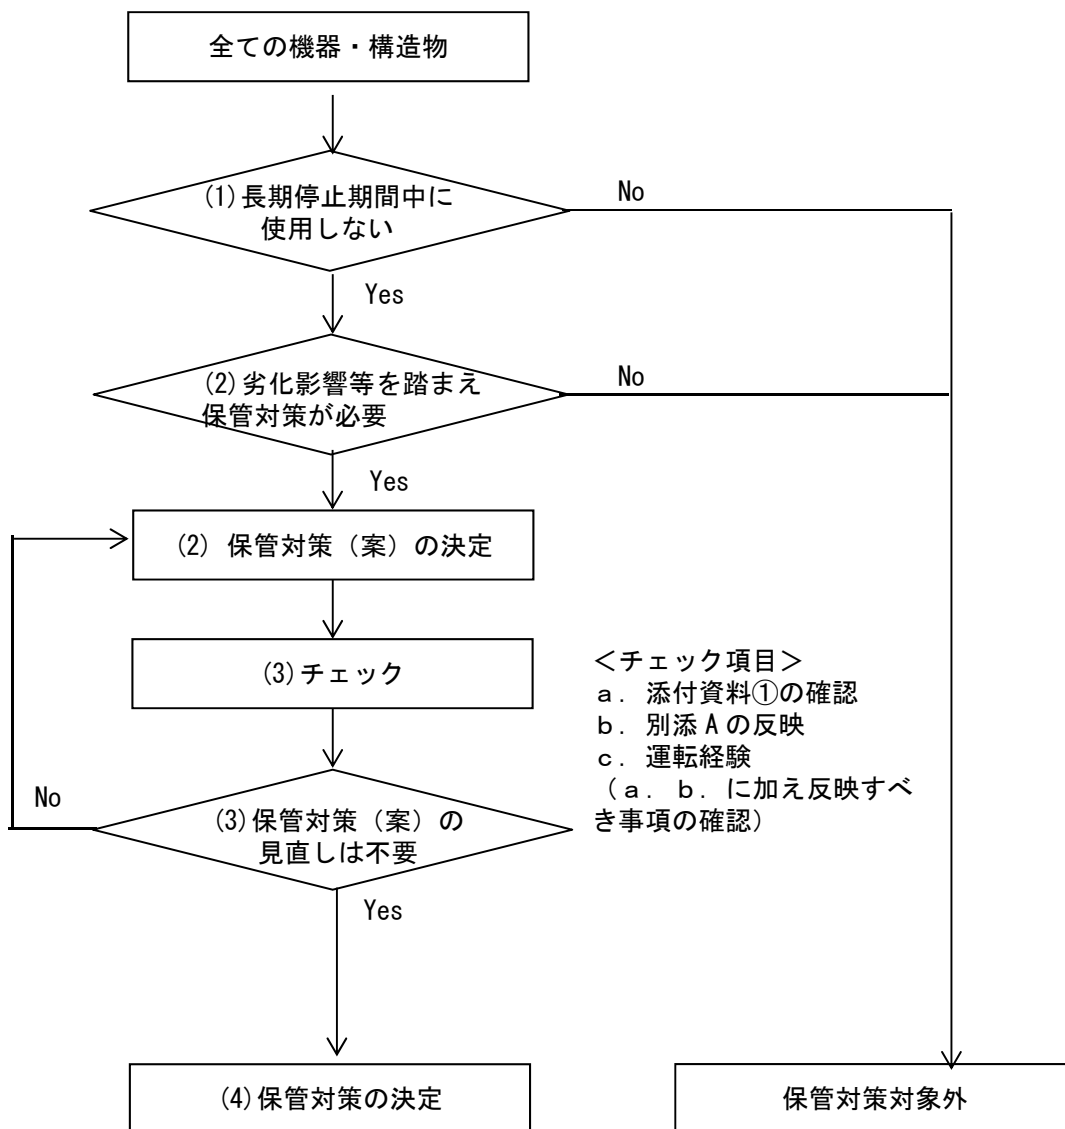 全ての機器・構造物
(1)長期停止期間中に
使用しない
No
Yes
(2)劣化影響等を踏まえ
保管対策が必要
No
Yes
(2) 保管対策（案）の決定
(3)チェック
＜チェック項目＞
ａ．添付資料①の確認
ｂ．別添Ａの反映
ｃ．運転経験
（ａ．ｂ．に加え反映すべ
き事項の確認）
No
(3)保管対策（案）の
見直しは不要
Yes
(4)保管対策の決定
保管対策対象外